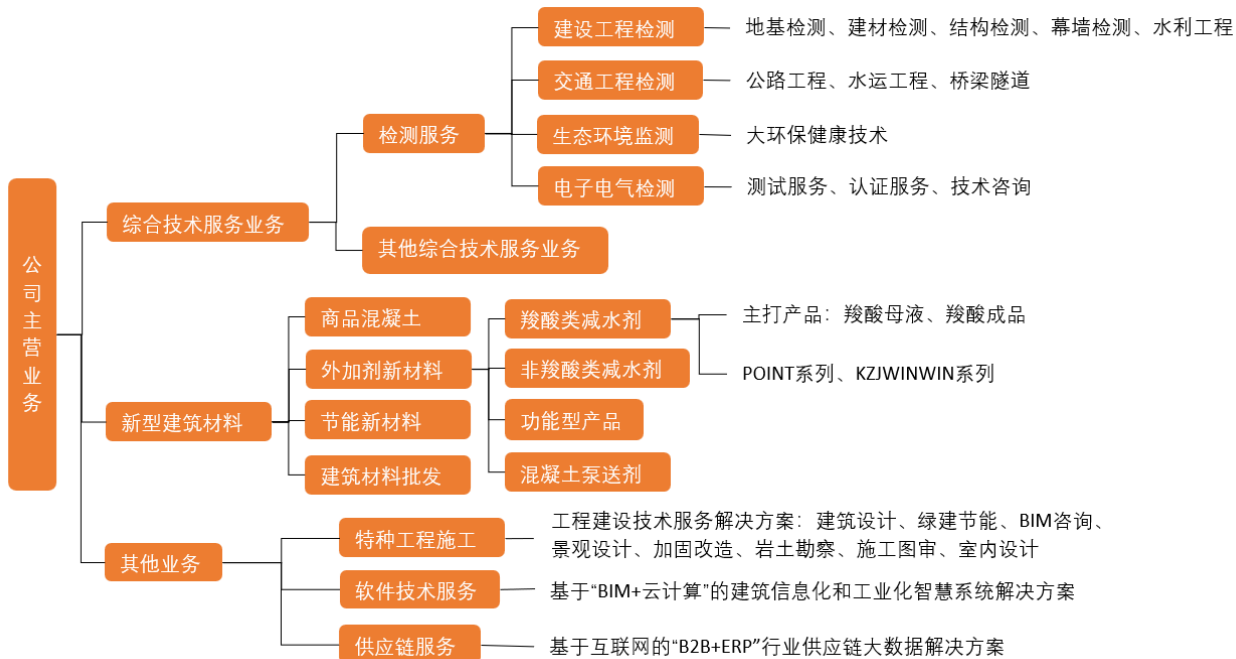 公司主营业务
综合技术服务业务
检测服务
建设工程检测
地基检测、建材检测、结构检测、幕墙检测、水利工程
交通工程检测
公路工程、水运工程、桥梁隧道
生态环境监测
大环保健康技术
电子电气检测
测试服务、认证服务、技术咨询
其他综合技术服务业务
新型建筑材料
商品混凝土
外加剂新材料
羧酸类减水剂
主打产品：羧酸母液、羧酸成品
POINT系列、KZJWINWIN系列
非羧酸类减水剂
功能型产品
混凝土泵送剂
节能新材料
建筑材料批发
其他业务
特种工程施工
工程建设技术服务解决方案：建筑设计、绿建节能、BIM咨询、
景观设计、加固改造、岩土勘察、施工图审、室内设计
软件技术服务
基于“BIM+云计算”的建筑信息化和工业化智慧系统解决方案
供应链服务
基于互联网的“B2B+ERP”行业供应链大数据解决方案